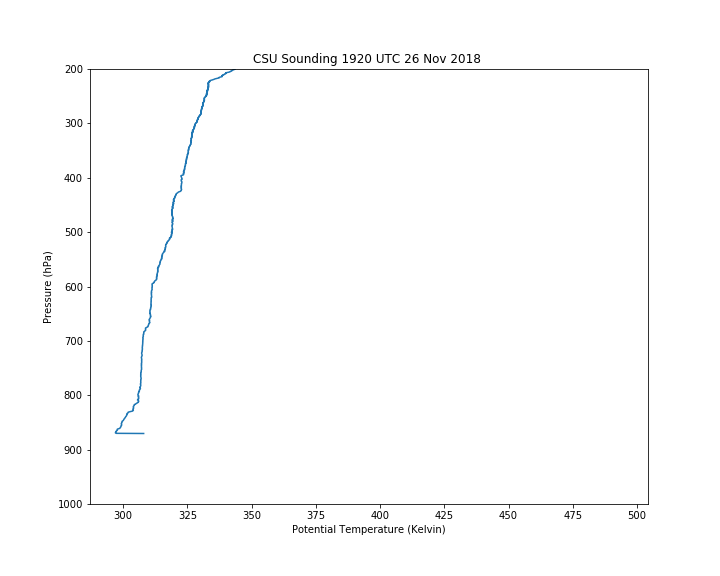 CSU Sounding 1920 UTC 26 Nov 2018
200
300
400
500
600
700
800
900
1000
Pressure (hPa)
300 325 350 375 400 425 450 475 500
Potential Temperature (Kelvin)